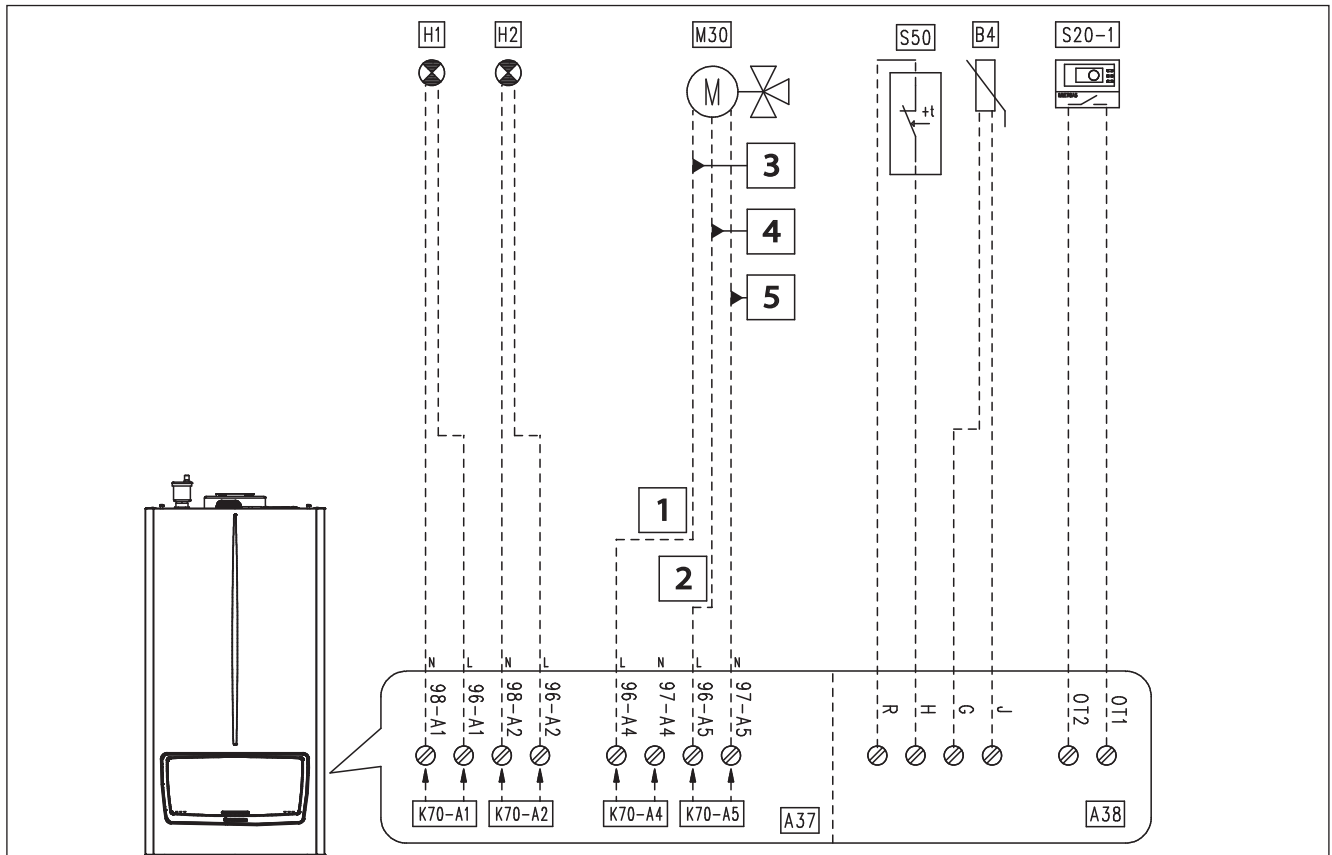 H1 H2 M30 S50 B4 S20-1
M
+t
3
4
5
1
2
N L N L L N L N
98-A1 96-A1 98-A2 96-A2 96-A4 97-A4 96-A5 97-A5 R H G J OT2 OT1
K70-A1 K70-A2 K70-A4 K70-A5 A37 A38